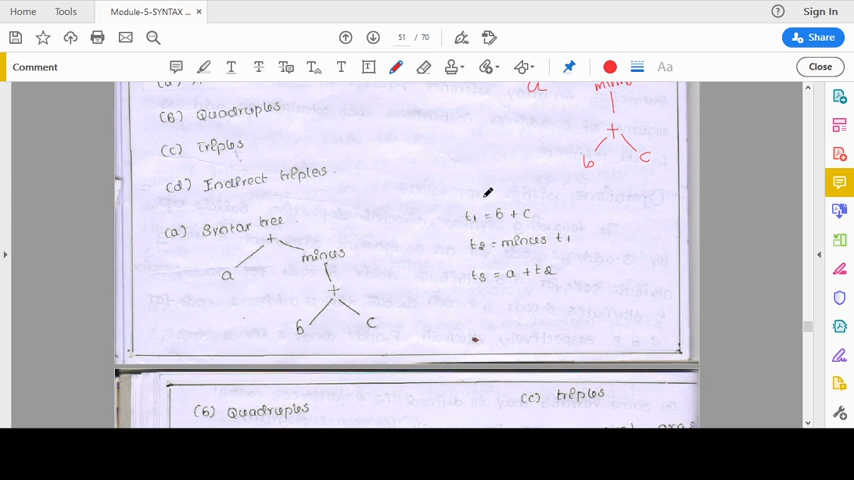 Home
Tools
Module-5-SYNTAX ...
Sign In
51 / 70
Share
Comment
Aa
Close
a
+
b
c
(b) Quadruples
(c) Triples
(d) Indirect triples.
(a) Syntax tree.
+
a
minus
+
b
c
t1 = b + c
t2 = minus t1
t3 = a + t2
(b) Quadruples
(c) triples